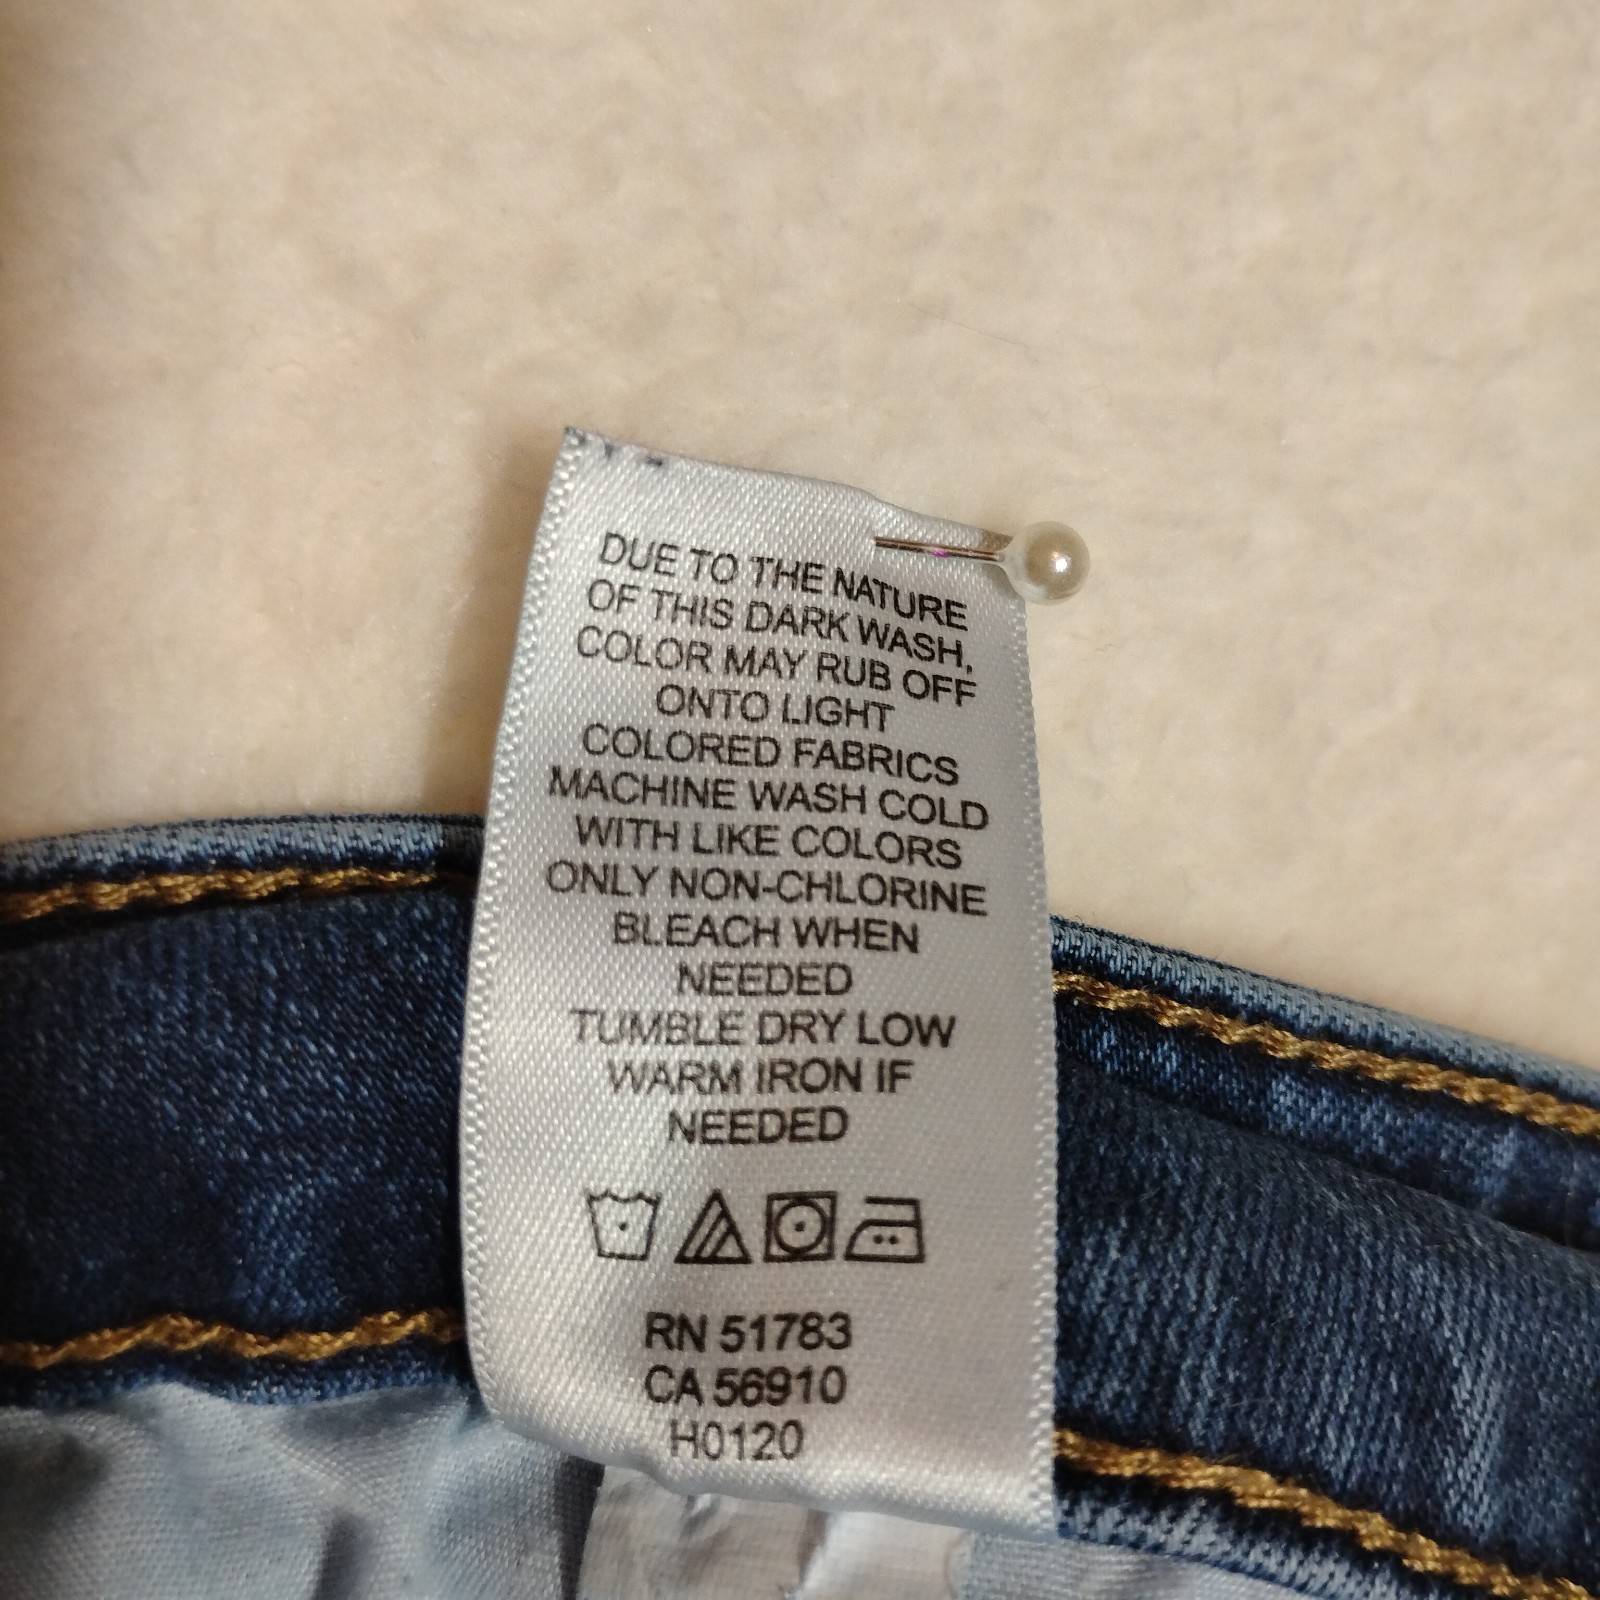 DUE TO THE NATURE
OF THIS DARK WASH,
COLOR MAY RUB OFF
ONTO LIGHT
COLORED FABRICS
MACHINE WASH COLD
WITH LIKE COLORS
ONLY NON-CHLORINE
BLEACH WHEN
NEEDED
TUMBLE DRY LOW
WARM IRON IF
NEEDED
RN 51783
CA 56910
H0120